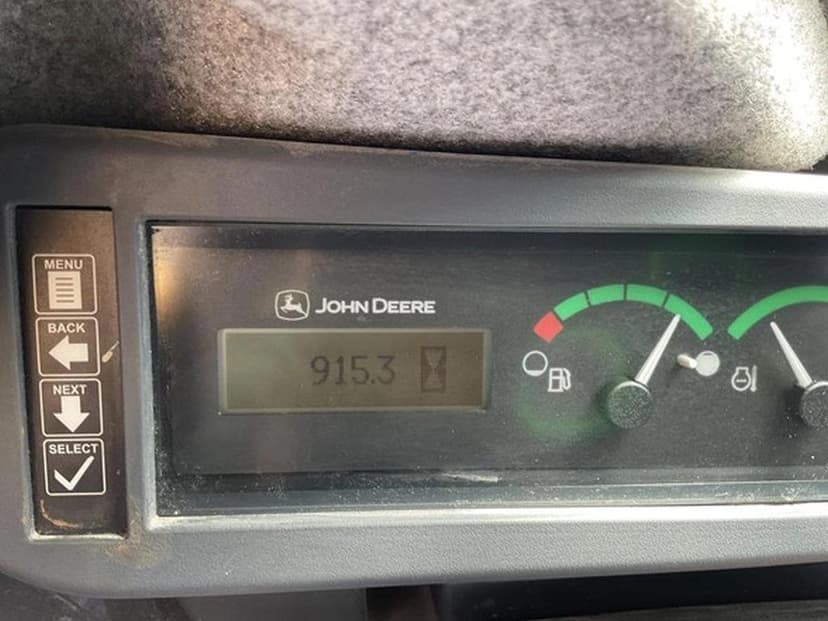 MENU
BACK
NEXT
SELECT
JOHN DEERE
915.3